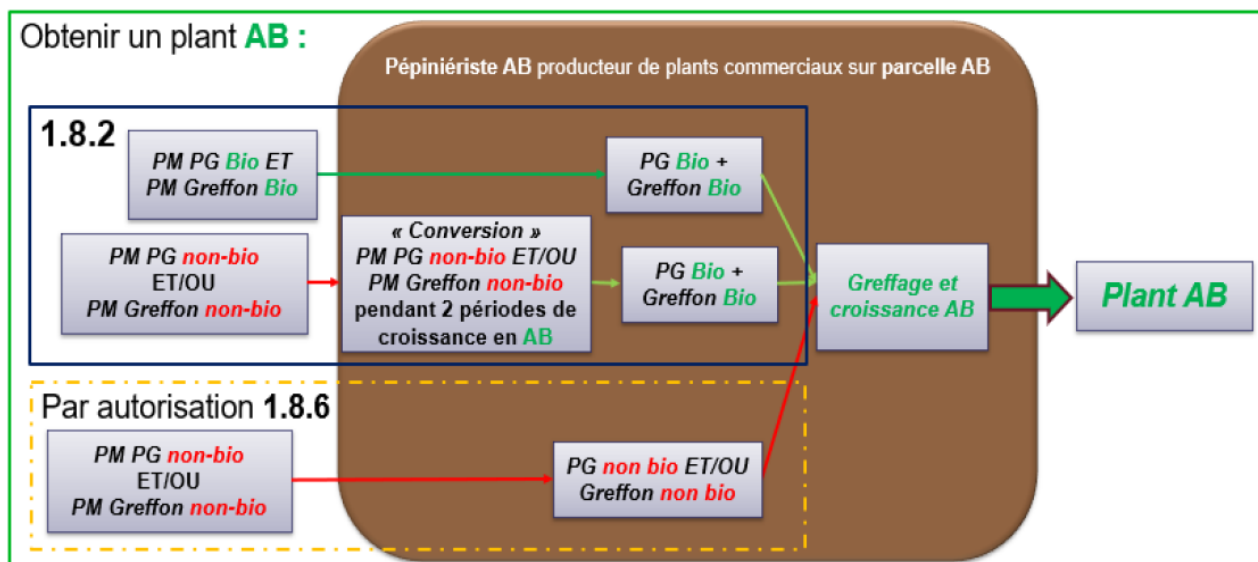 Obtenir un plant AB :
Pépiniériste AB producteur de plants commerciaux sur parcelle AB
1.8.2
PM PG Bio ET
PM Greffon Bio
PG Bio +
Greffon Bio
PM PG non-bio
ET/OU
PM Greffon non-bio
« Conversion »
PM PG non-bio ET/OU
PM Greffon non-bio
pendant 2 périodes de
croissance en AB
PG Bio +
Greffon Bio
Greffage et
croissance AB
Plant AB
Par autorisation 1.8.6
PM PG non-bio
ET/OU
PM Greffon non-bio
PG non bio ET/OU
Greffon non bio